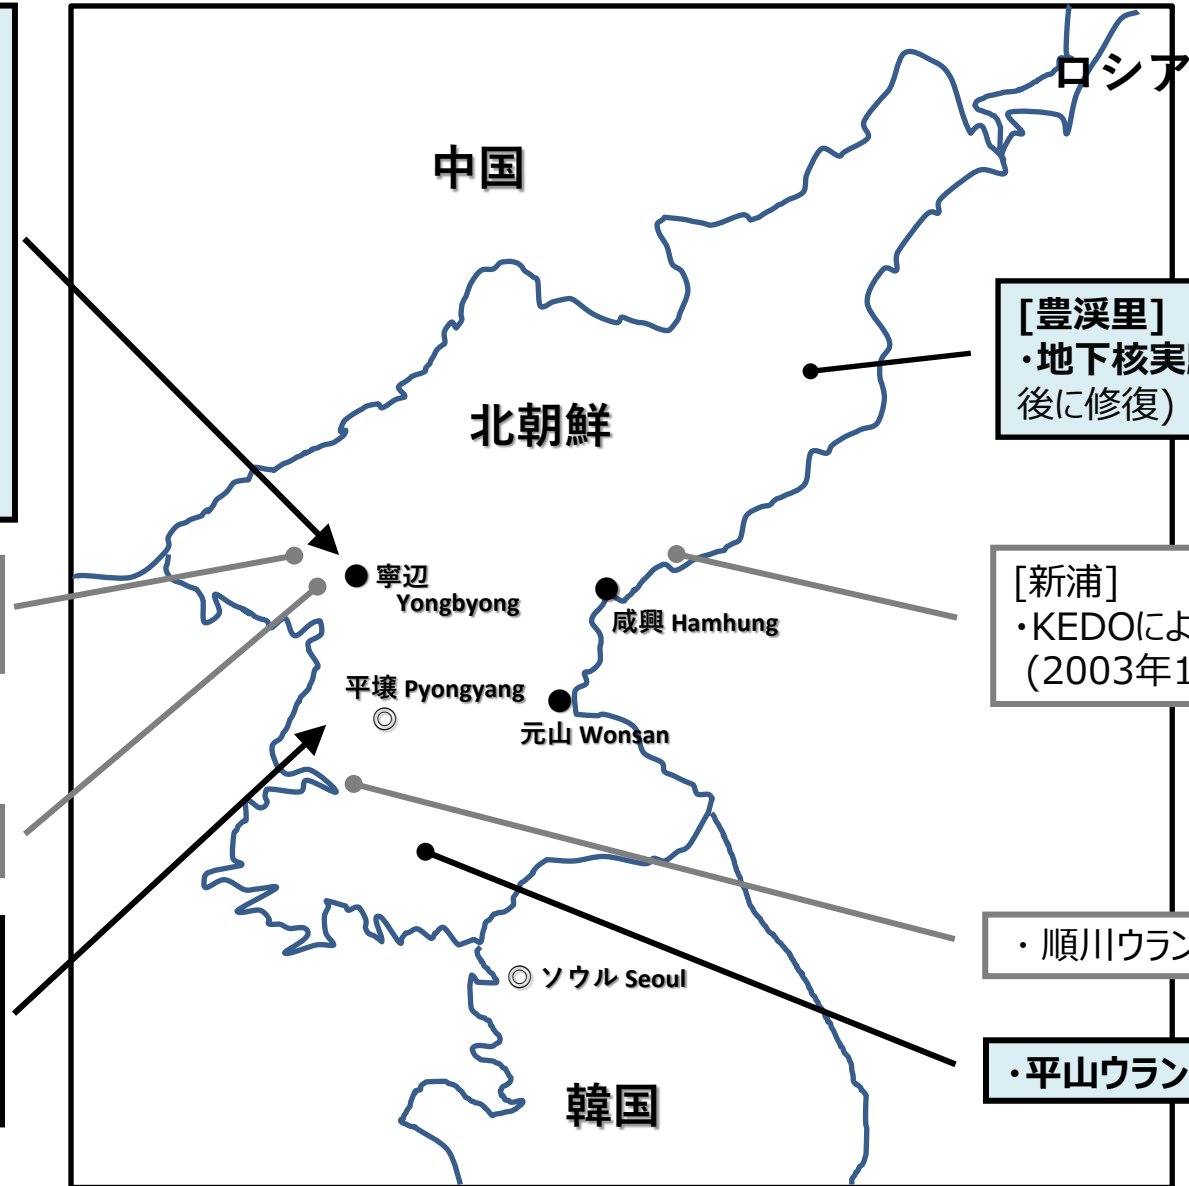 ロシア
中国
[豊渓里]
・地下核実
後に修復)
北朝鮮
寧辺
Yongbyong
[新浦]
・KEDOによ
(2003年1
咸興 Hamhung
平壌 Pyongyang
元山 Wonsan
・順川ウラン
ソウル Seoul
・平山ウラン
韓国